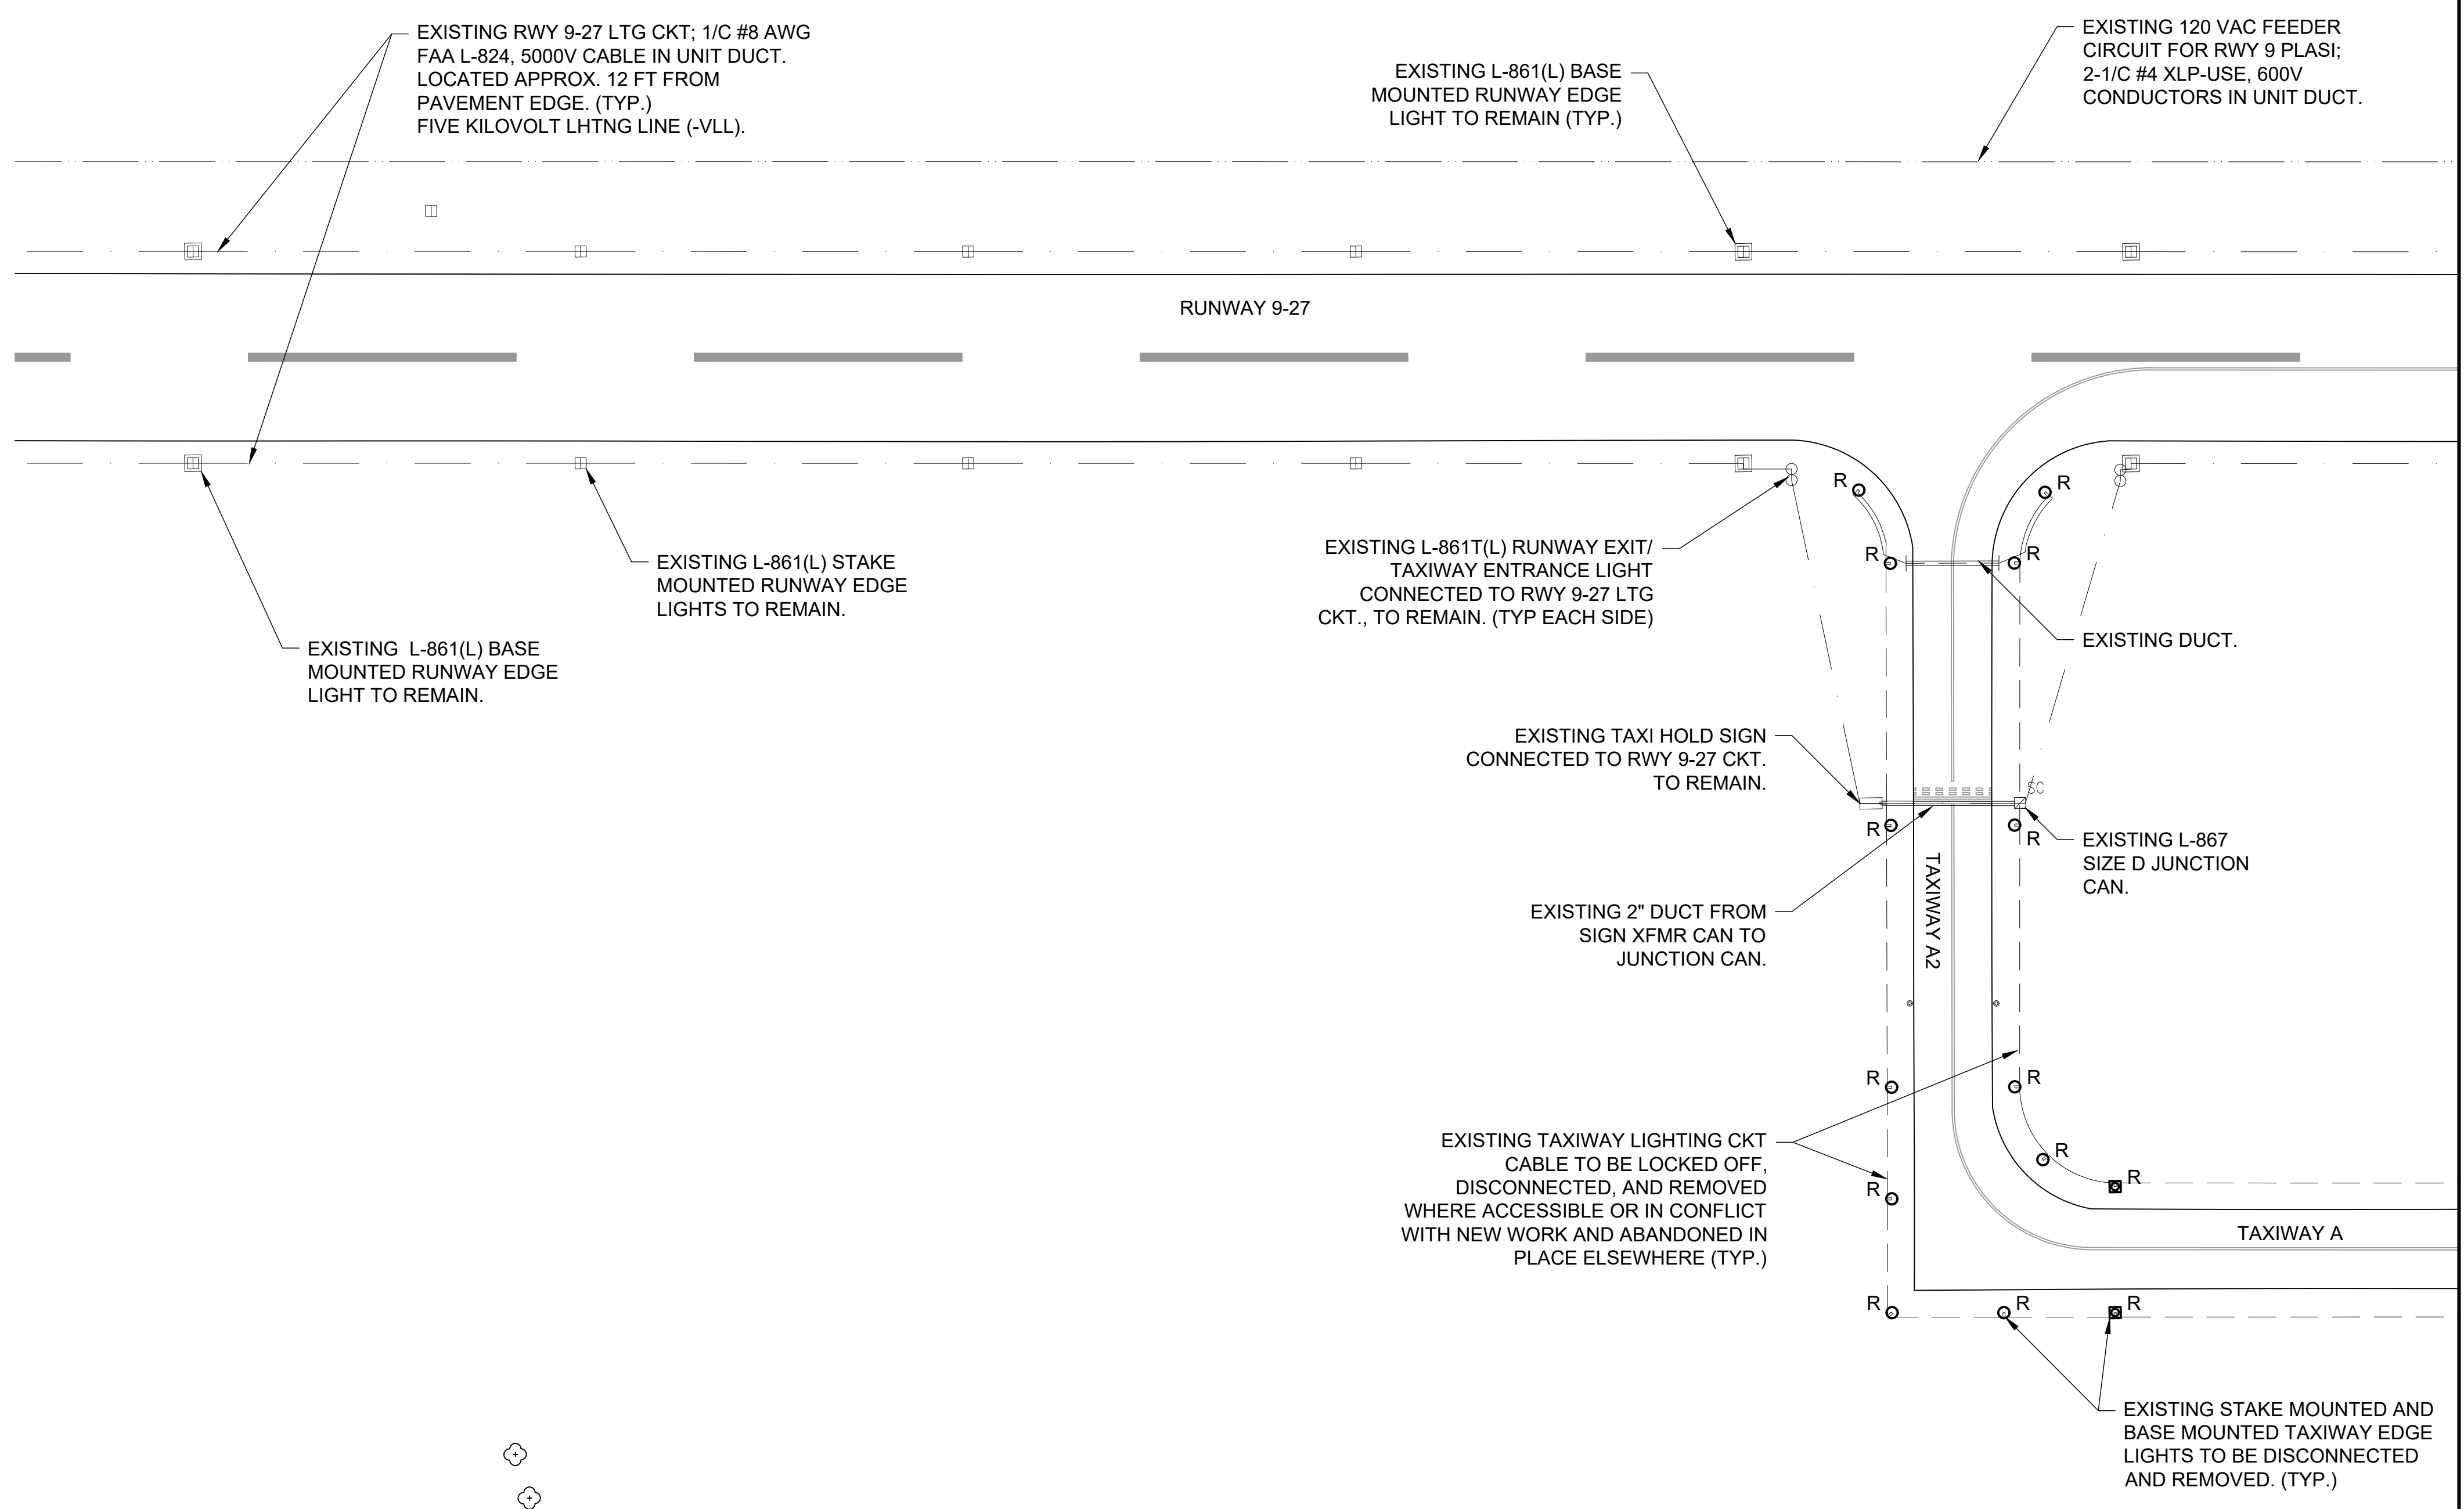 EXISTING RWY 9-27 LTG CKT; 1/C #8 AWG
FAA L-824, 5000V CABLE IN UNIT DUCT.
LOCATED APPROX. 12 FT FROM
PAVEMENT EDGE. (TYP.)
FIVE KILOVOLT LHTNG LINE (-VLL).
EXISTING L-861(L) BASE
MOUNTED RUNWAY EDGE
LIGHT TO REMAIN (TYP.)
EXISTING 120 VAC FEEDER
CIRCUIT FOR RWY 9 PLASI;
2-1/C #4 XLP-USE, 600V
CONDUCTORS IN UNIT DUCT.
RUNWAY 9-27
R
R
R
R
EXISTING L-861T(L) RUNWAY EXIT/
TAXIWAY ENTRANCE LIGHT
CONNECTED TO RWY 9-27 LTG
CKT., TO REMAIN. (TYP EACH SIDE)
EXISTING L-861(L) STAKE
MOUNTED RUNWAY EDGE
LIGHTS TO REMAIN.
EXISTING L-861(L) BASE
MOUNTED RUNWAY EDGE
LIGHT TO REMAIN.
EXISTING DUCT.
EXISTING TAXI HOLD SIGN
CONNECTED TO RWY 9-27 CKT.
TO REMAIN.
SC
R
R
EXISTING L-867
SIZE D JUNCTION
CAN.
TAXIWAY A2
EXISTING 2" DUCT FROM
SIGN XFMR CAN TO
JUNCTION CAN.
R
R
EXISTING TAXIWAY LIGHTING CKT
CABLE TO BE LOCKED OFF,
DISCONNECTED, AND REMOVED
WHERE ACCESSIBLE OR IN CONFLICT
WITH NEW WORK AND ABANDONED IN
PLACE ELSEWHERE (TYP.)
R
R
R
TAXIWAY A
R
R
R
EXISTING STAKE MOUNTED AND
BASE MOUNTED TAXIWAY EDGE
LIGHTS TO BE DISCONNECTED
AND REMOVED. (TYP.)